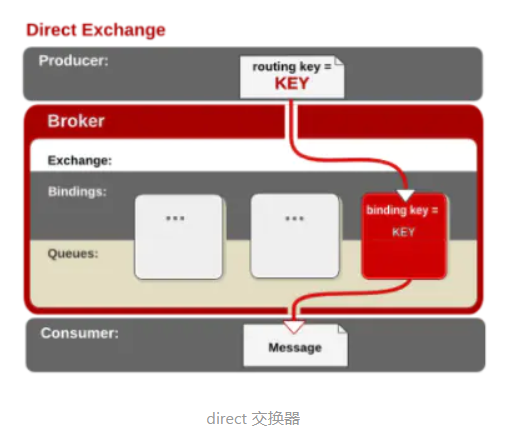 Direct Exchange
Producer:
routing key =
KEY
Broker
Exchange:
Bindings:
...
...
binding key =
KEY
Queues:
Consumer:
Message
direct 交换器